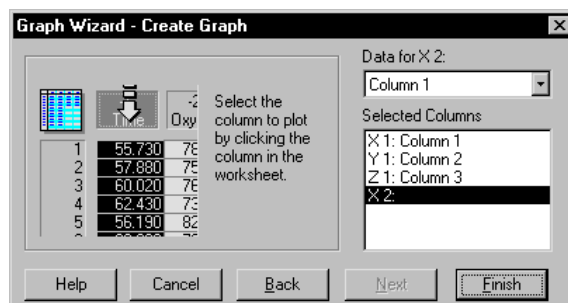 Graph Wizard - Create Graph
Data for X 2:
Column 1
Selected Columns
X 1: Column 1
Y 1: Column 2
Z 1: Column 3
X 2:
Time
Oxy
Select the
column to plot
by clicking the
column in the
worksheet.
1 55.730 78
2 57.880 75
3 60.020 76
4 62.430 73
5 56.190 82
Help
Cancel
Back
Next
Finish